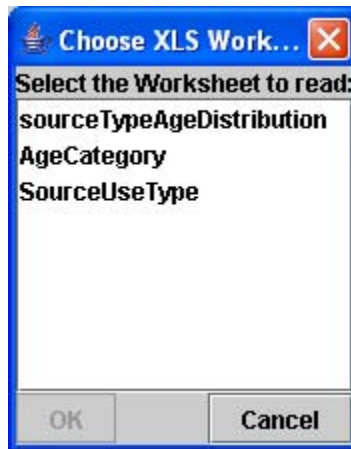 Choose XLS Work...
Select the Worksheet to read:
sourceTypeAgeDistribution
AgeCategory
SourceUseType
OK
Cancel